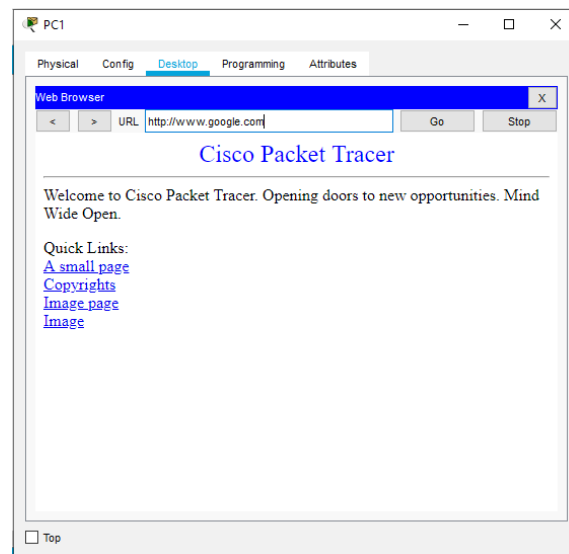 PC1
Physical Config Desktop Programming Attributes
Web Browser X
< > URL http://www.google.com Go Stop
Cisco Packet Tracer
Welcome to Cisco Packet Tracer. Opening doors to new opportunities. Mind
Wide Open.
Quick Links:
A small page
Copyrights
Image page
Image
Top